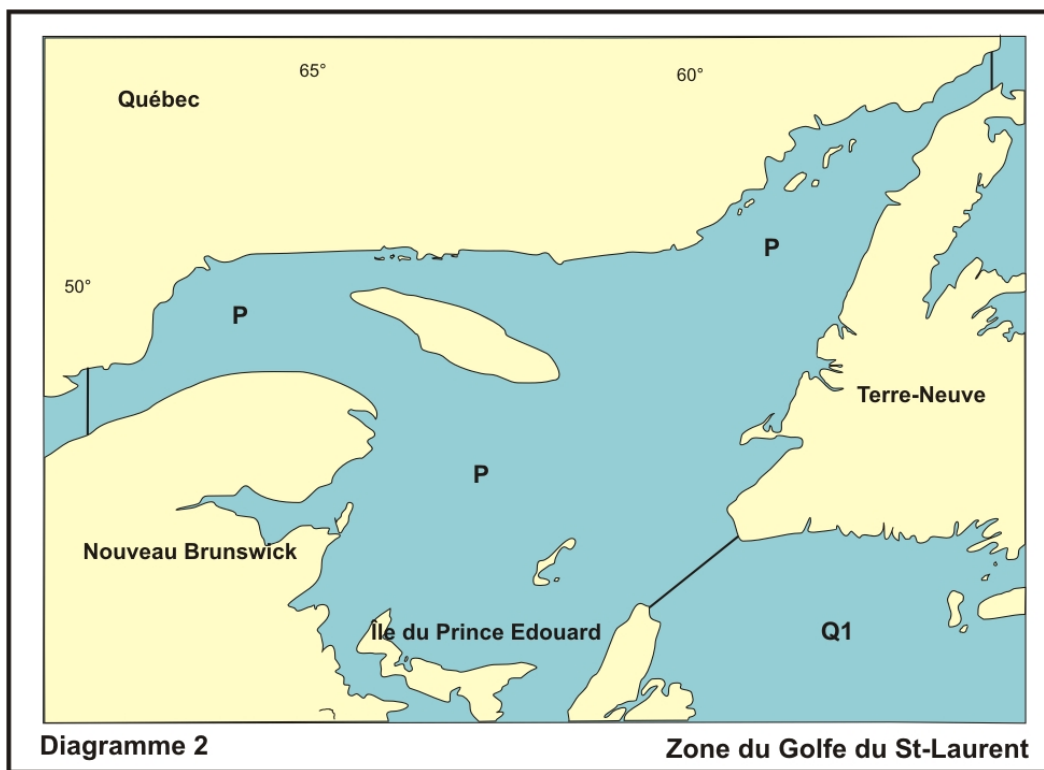 65°
60°
Québec
P
50°
P
Terre-Neuve
P
Nouveau Brunswick
Île du Prince Edouard
Q1
Diagramme 2
Zone du Golfe du St-Laurent